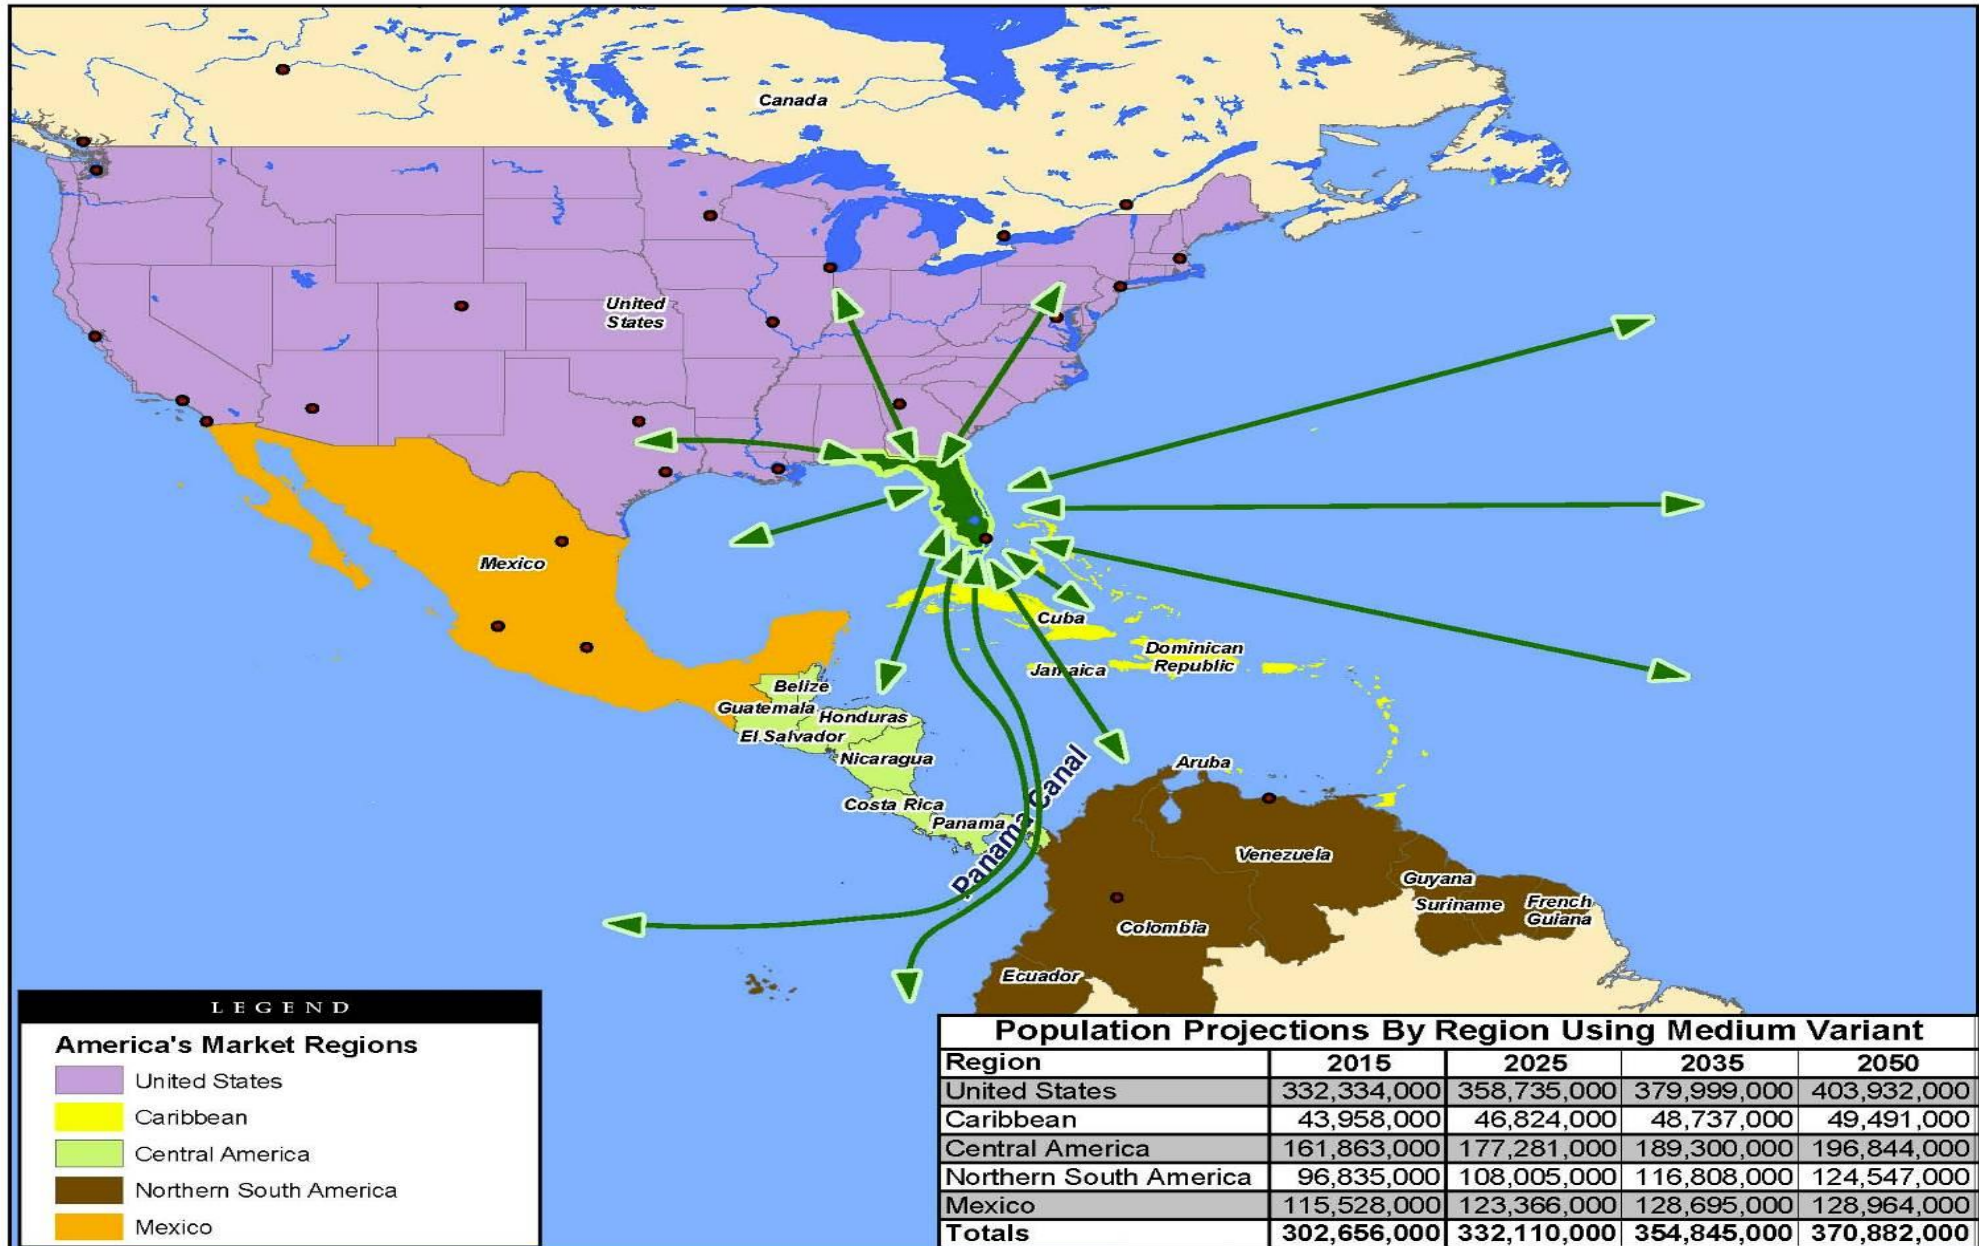 Canada
United
States
Mexico
Cuba
Dominican
Republic
Jamaica
Belize
Guatemala
Honduras
El Salvador
Nicaragua
Costa Rica
Panama
Panama Canal
Aruba
Venezuela
Guyana
Suriname
French
Guiana
Colombia
Ecuador
LEGEND
America's Market Regions
United States
Caribbean
Central America
Northern South America
Mexico
Population Projections By Region Using Medium Variant
Region 2015 2025 2035 2050
United States 332,334,000 358,735,000 379,999,000 403,932,000
Caribbean 43,958,000 46,824,000 48,737,000 49,491,000
Central America 161,863,000 177,281,000 189,300,000 196,844,000
Northern South America 96,835,000 108,005,000 116,808,000 124,547,000
Mexico 115,528,000 123,366,000 128,695,000 128,964,000
Totals 302,656,000 332,110,000 354,845,000 370,882,000